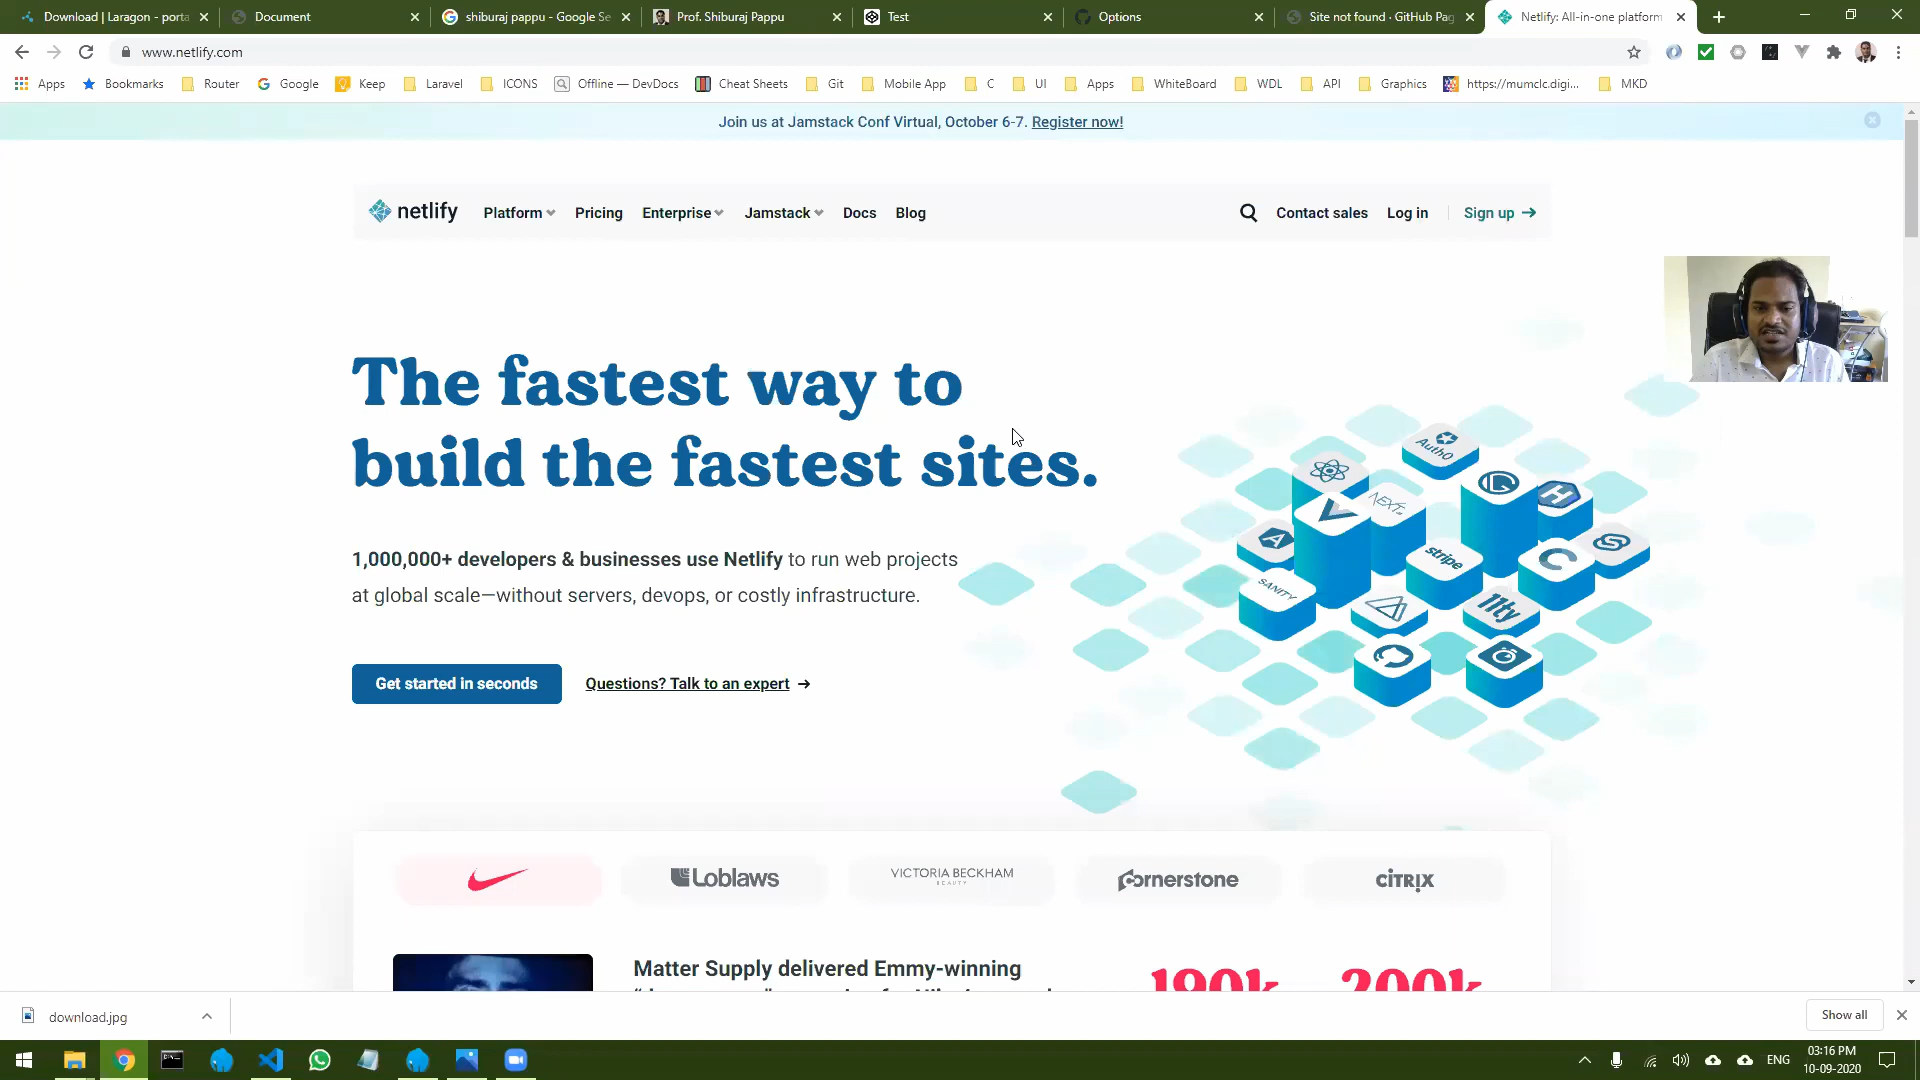 Download | Laragon - porta
Document
shiburaj pappu - Google Se
Prof. Shiburaj Pappu
Test
Options
Site not found · GitHub Pag
Netlify: All-in-one platform
www.netlify.com
Apps
Bookmarks
Router
Google
Keep
Laravel
ICONS
Offline — DevDocs
Cheat Sheets
Git
Mobile App
C
UI
Apps
WhiteBoard
WDL
API
Graphics
https://mumclc.digi...
MKD
Join us at Jamstack Conf Virtual, October 6-7. Register now!
netlify
Platform
Pricing
Enterprise
Jamstack
Docs
Blog
Contact sales
Log in
Sign up →
The fastest way to
build the fastest sites.
1,000,000+ developers & businesses use Netlify to run web projects
at global scale—without servers, devops, or costly infrastructure.
Get started in seconds
Questions? Talk to an expert →
Auth0
NEXT
stripe
SANITY
11ty
Loblaws
VICTORIA BECKHAM
BEAUTY
Cornerstone
CITRIX
Matter Supply delivered Emmy-winning
190k
200k
download.jpg
Show all
ENG
03:16 PM
10-09-2020